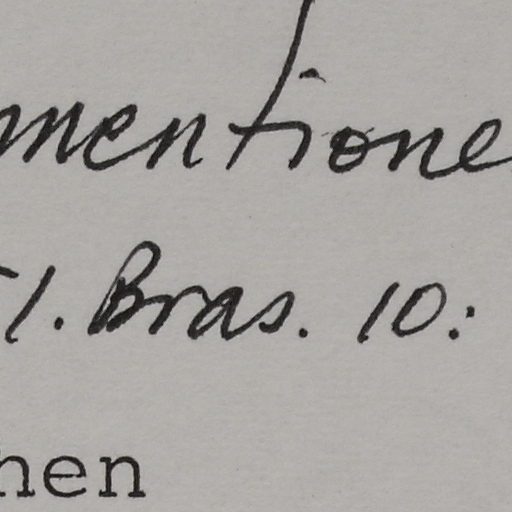 mentione
l. Bras. 10:
hen